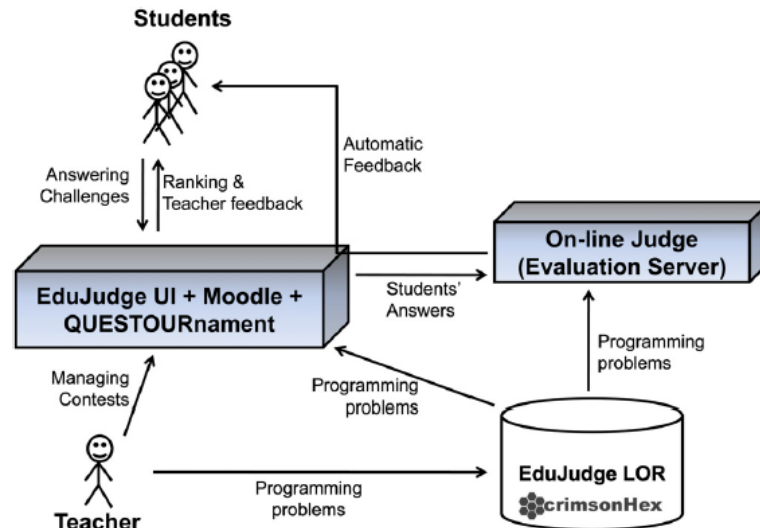 Students
Automatic
Feedback
Answering
Challenges
Ranking &
Teacher feedback
On-line Judge
(Evaluation Server)
EduJudge UI + Moodle +
QUESTOURnament
Students'
Answers
Programming
problems
Managing
Contests
Programming
problems
EduJudge LOR
crimsonHex
Programming
problems
Teacher